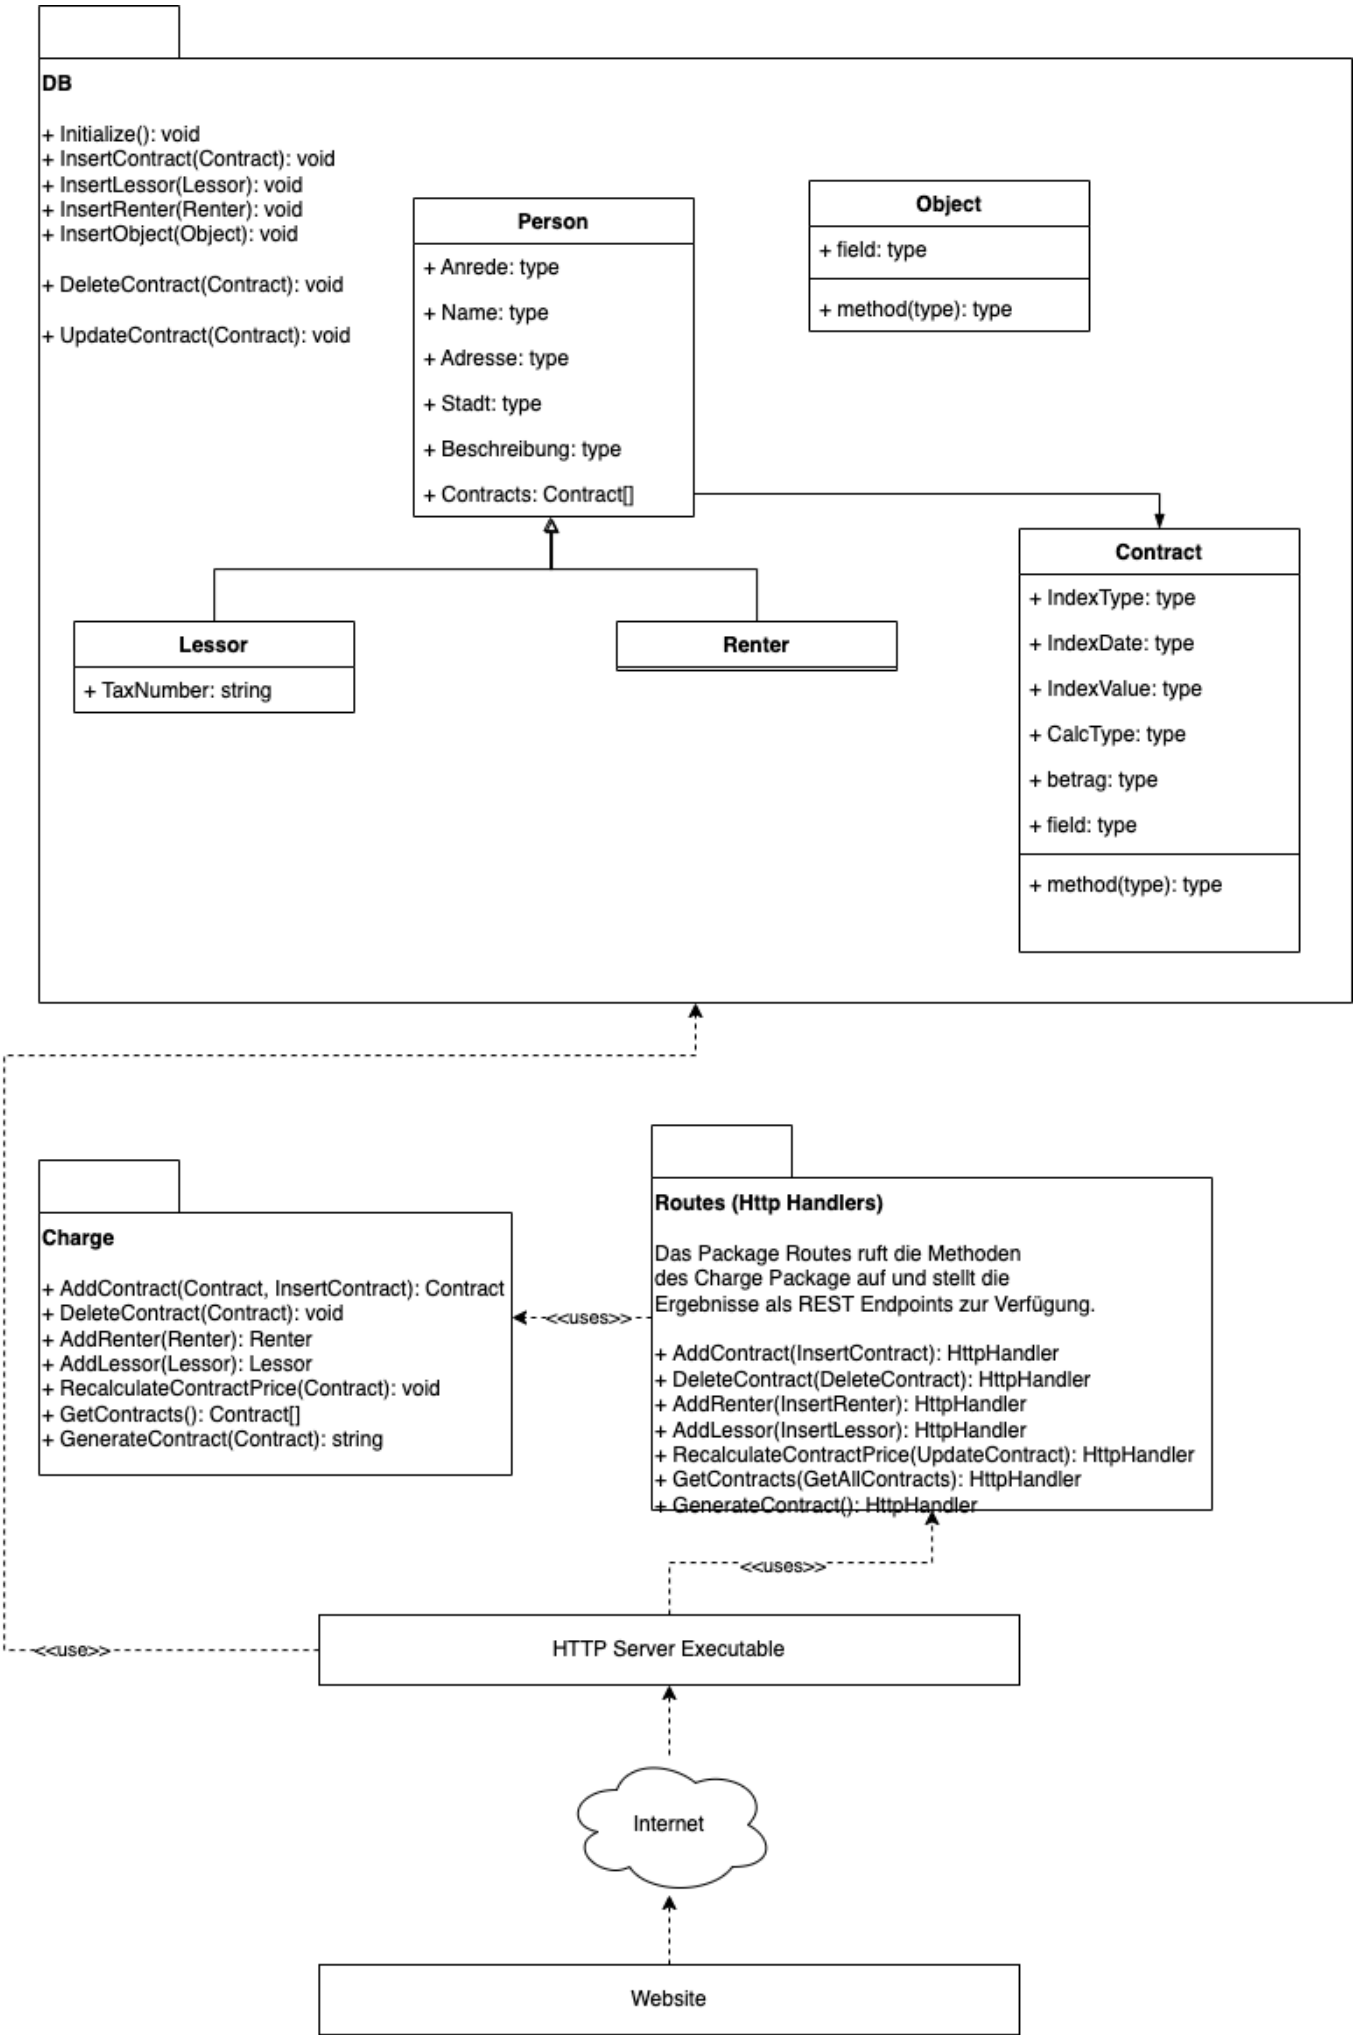 DB
+ Initialize(): void
+ InsertContract(Contract): void
+ InsertLessor(Lessor): void
+ InsertRenter(Renter): void
+ InsertObject(Object): void
+ DeleteContract(Contract): void
+ UpdateContract(Contract): void
Person
+ Anrede: type
+ Name: type
+ Adresse: type
+ Stadt: type
+ Beschreibung: type
+ Contracts: Contract[]
Object
+ field: type
+ method(type): type
Lessor
+ TaxNumber: string
Renter
Contract
+ IndexType: type
+ IndexDate: type
+ IndexValue: type
+ CalcType: type
+ betrag: type
+ field: type
+ method(type): type
Charge
+ AddContract(Contract, InsertContract): Contract
+ DeleteContract(Contract): void
+ AddRenter(Renter): Renter
+ AddLessor(Lessor): Lessor
+ RecalculateContractPrice(Contract): void
+ GetContracts(): Contract[]
+ GenerateContract(Contract): string
<<uses>>
Routes (Http Handlers)
Das Package Routes ruft die Methoden
des Charge Package auf und stellt die
Ergebnisse als REST Endpoints zur Verfügung.
+ AddContract(InsertContract): HttpHandler
+ DeleteContract(DeleteContract): HttpHandler
+ AddRenter(InsertRenter): HttpHandler
+ AddLessor(InsertLessor): HttpHandler
+ RecalculateContractPrice(UpdateContract): HttpHandler
+ GetContracts(GetAllContracts): HttpHandler
+ GenerateContract(): HttpHandler
<<uses>>
<<use>>
HTTP Server Executable
Internet
Website